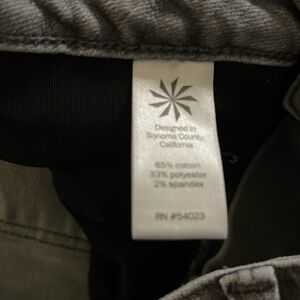 Designed in
Sonoma County,
California
65% cotton
33% polyester
2% spandex
RN #54023